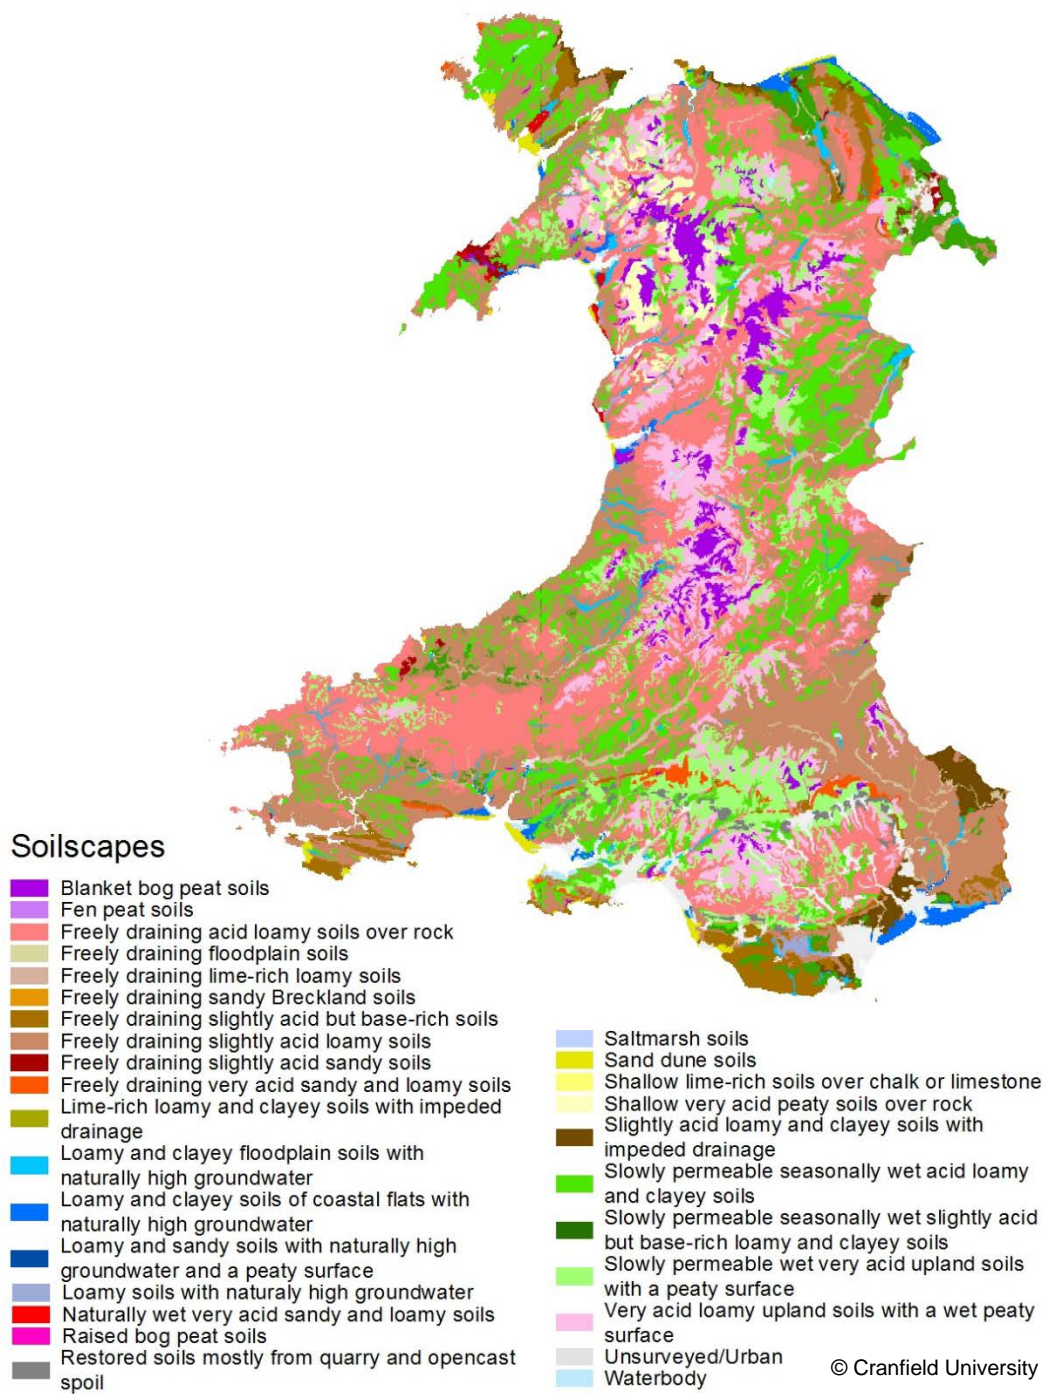 Soilscapes
Blanket bog peat soils
Fen peat soils
Freely draining acid loamy soils over rock
Freely draining floodplain soils
Freely draining lime-rich loamy soils
Freely draining sandy Breckland soils
Freely draining slightly acid but base-rich soils
Freely draining slightly acid loamy soils
Freely draining slightly acid sandy soils
Freely draining very acid sandy and loamy soils
Lime-rich loamy and clayey soils with impeded
drainage
Loamy and clayey floodplain soils with
naturally high groundwater
Loamy and clayey soils of coastal flats with
naturally high groundwater
Loamy and sandy soils with naturally high
groundwater and a peaty surface
Loamy soils with naturaly high groundwater
Naturally wet very acid sandy and loamy soils
Raised bog peat soils
Restored soils mostly from quarry and opencast
spoil
Saltmarsh soils
Sand dune soils
Shallow lime-rich soils over chalk or limestone
Shallow very acid peaty soils over rock
Slightly acid loamy and clayey soils with
impeded drainage
Slowly permeable seasonally wet acid loamy
and clayey soils
Slowly permeable seasonally wet slightly acid
but base-rich loamy and clayey soils
Slowly permeable wet very acid upland soils
with a peaty surface
Very acid loamy upland soils with a wet peaty
surface
Unsurveyed/Urban
Waterbody
© Cranfield University